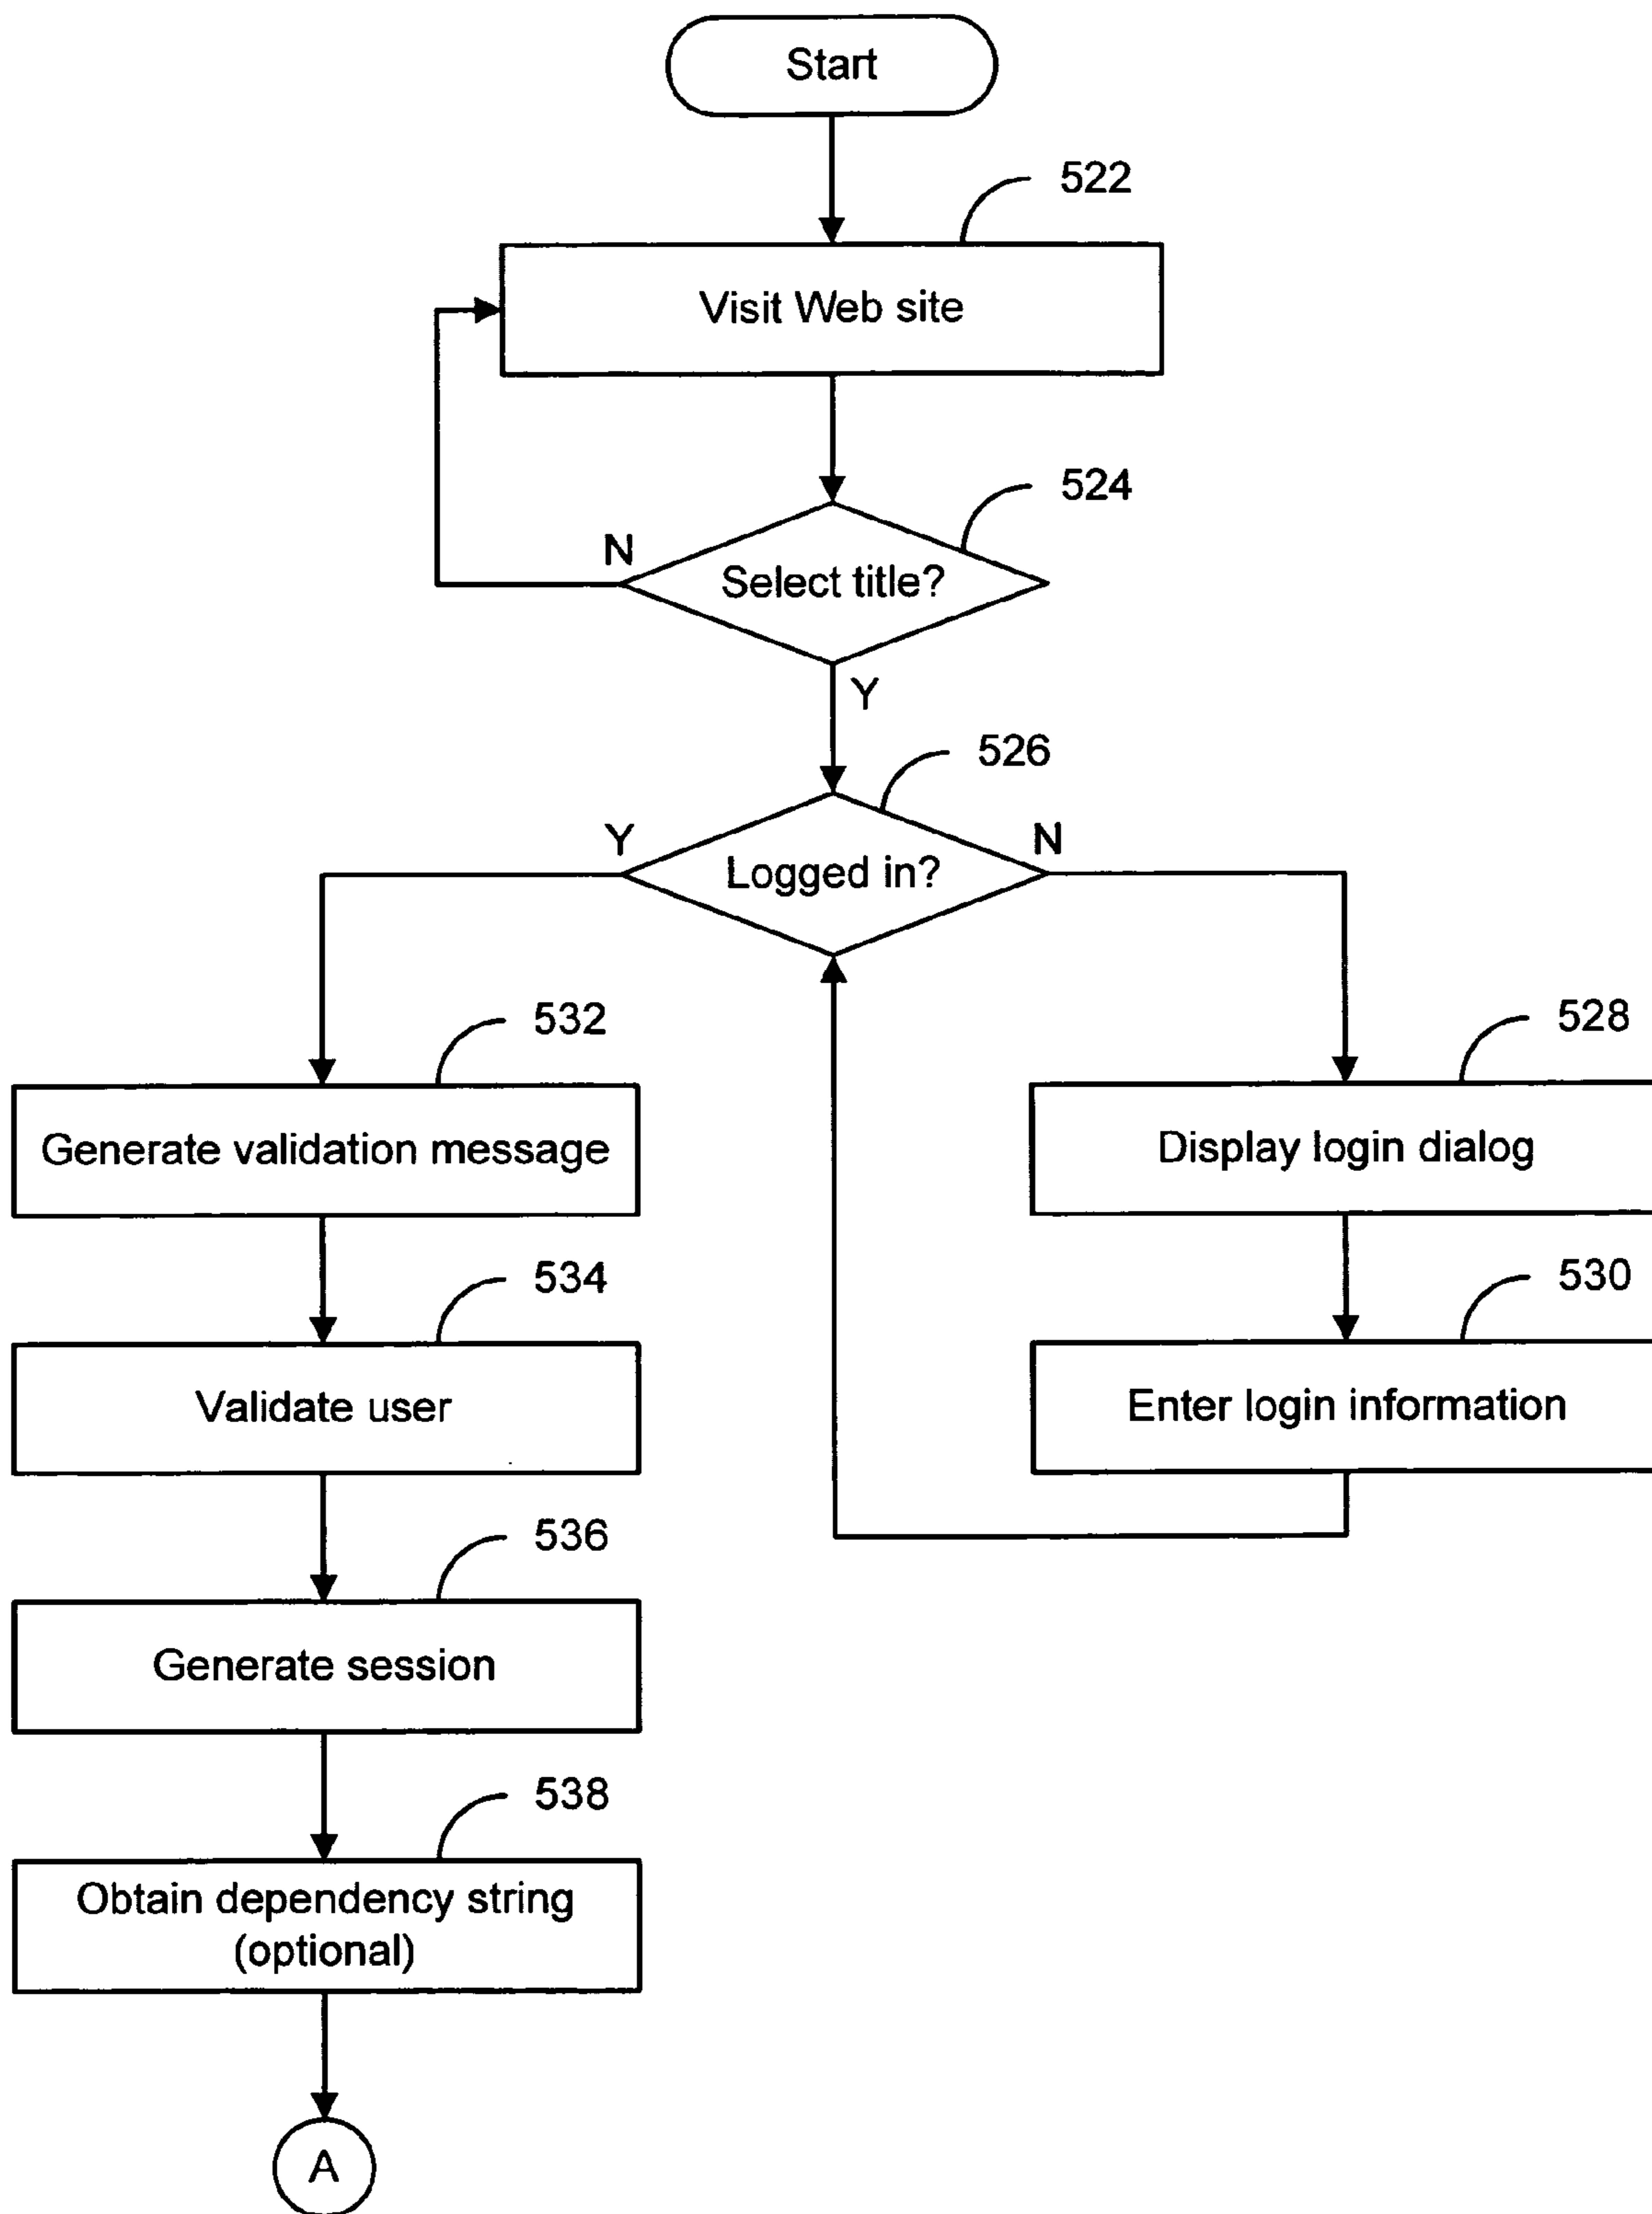 Start
522
Visit Web site
524
N
Select title?
Y
526
Y
N
Logged in?
532
528
Generate validation message
Display login dialog
534
530
Validate user
Enter login information
536
Generate session
538
Obtain dependency string
(optional)
A